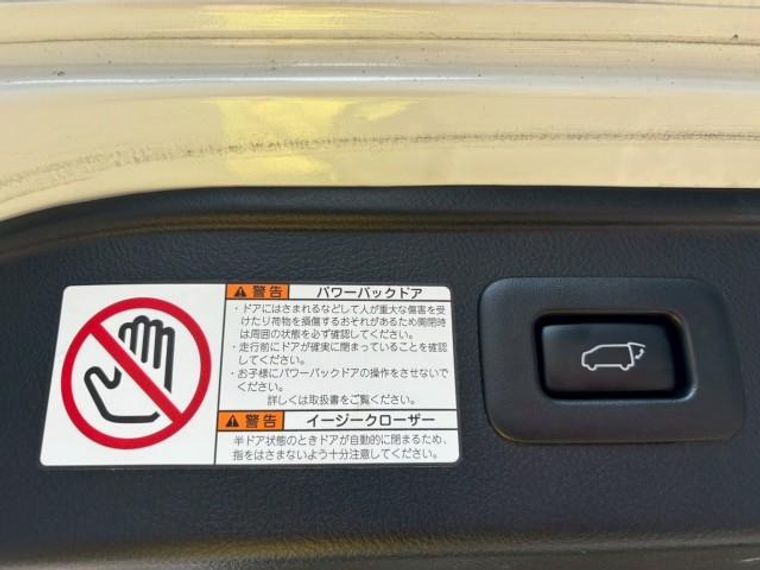 警告 パワーバックドア
・ドアにはさまれるなどして人が重大な傷害を受
けたり荷物を損傷するおそれがあるため開閉時
は周囲の状態を必ず確認してください。
・走行前にドアが確実に閉まっていることを確認
してください。
・お子様にパワーバックドアの操作をさせないで
ください。
詳しくは取扱書をご覧ください。
警告 イージークローザー
半ドア状態のときドアが自動的に閉まるため、
指をはさまないよう十分注意してください。